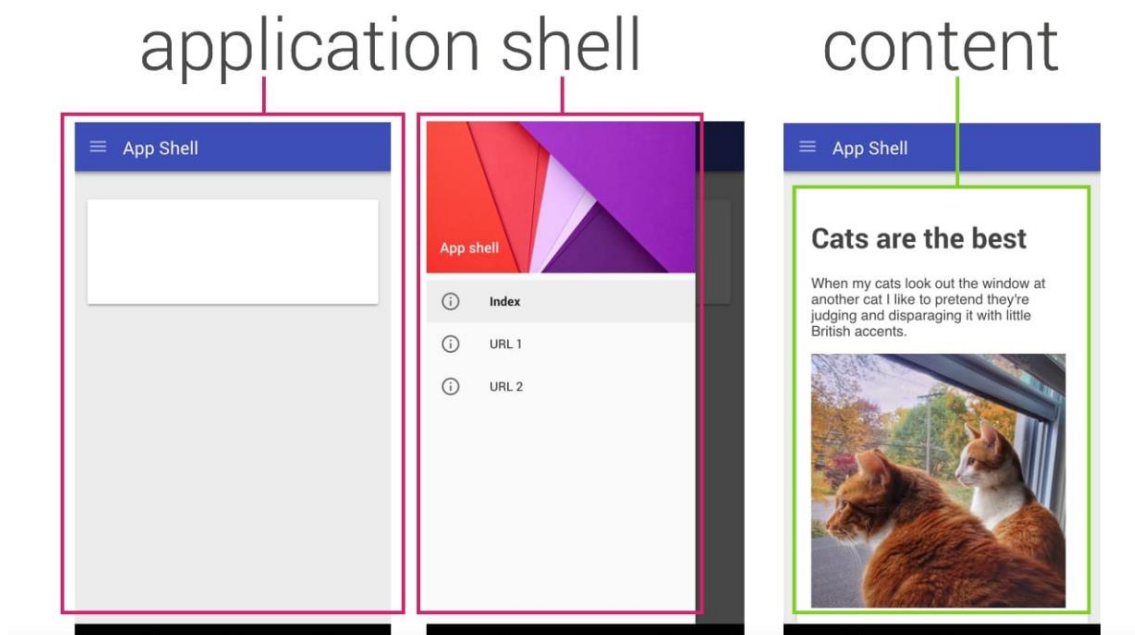 application shell
content
App Shell
App shell
Index
URL 1
URL 2
App Shell
Cats are the best
When my cats look out the window at
another cat I like to pretend they're
judging and disparaging it with little
British accents.